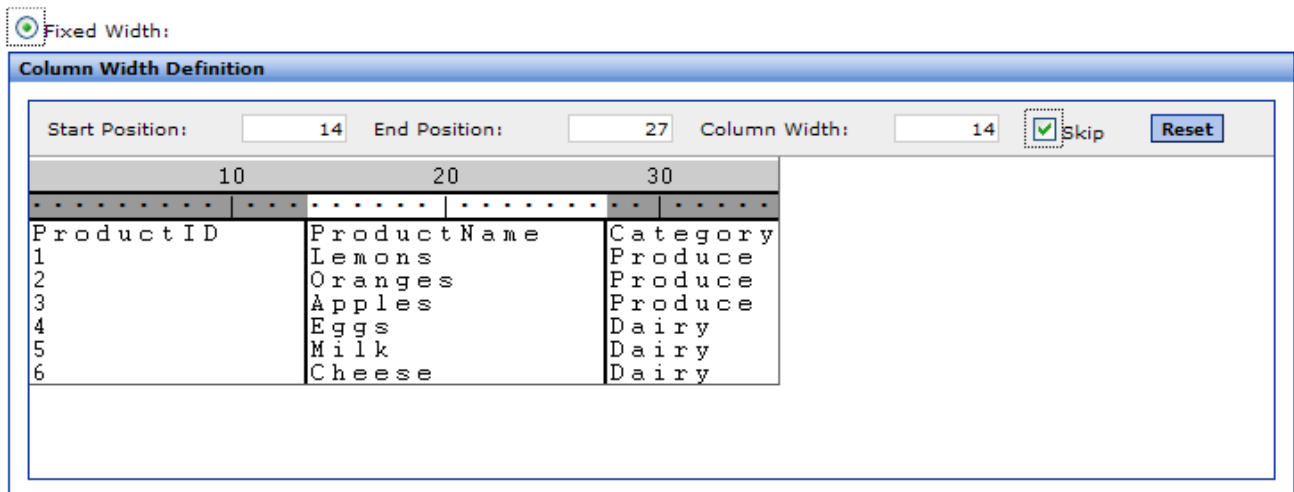 Fixed Width:
Column Width Definition
Start Position: 14 End Position: 27 Column Width: 14 Skip Reset
10 20 30
ProductID ProductName Category
1 Lemons Produce
2 Oranges Produce
3 Apples Produce
4 Eggs Dairy
5 Milk Dairy
6 Cheese Dairy